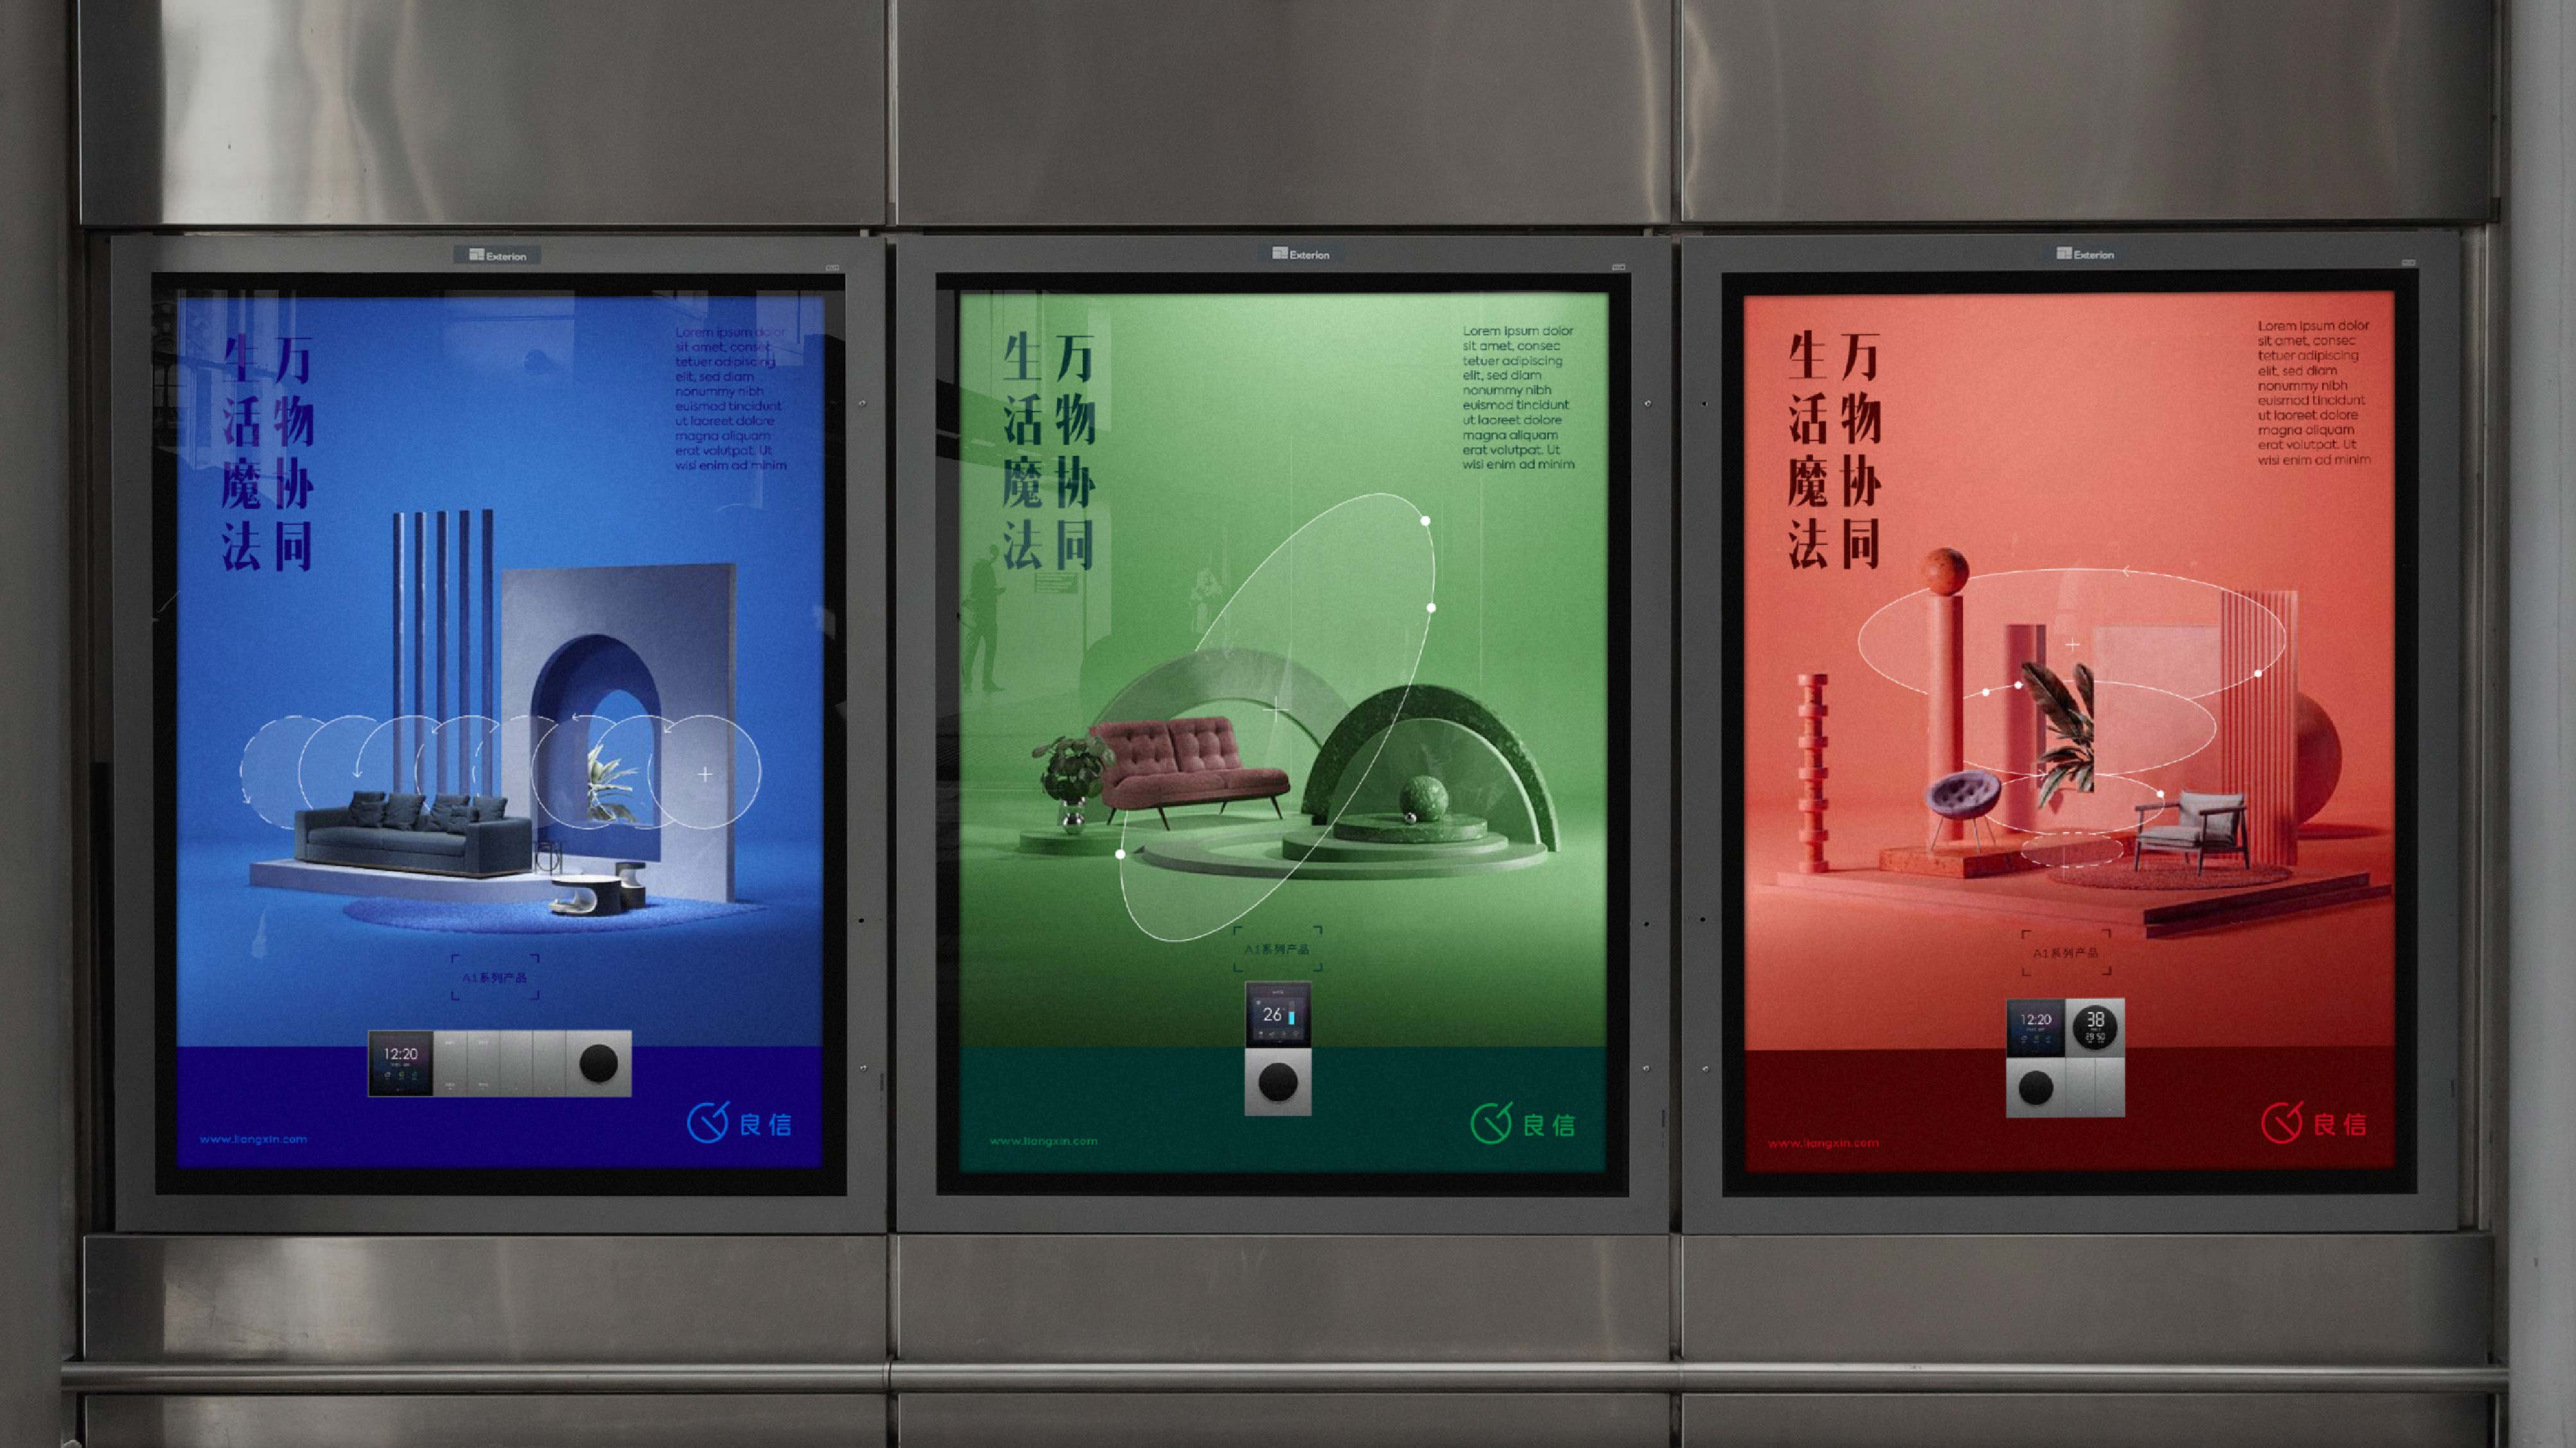 Exterion
万物协同
生活魔法
Lorem ipsum dolor
sit amet, consec
tetuer adipiscing
elit, sed diam
nonummy nibh
euismod tincidunt
ut laoreet dolore
magna aliquam
erat volutpat. Ut
wisi enim ad minim
A1系列产品
12:20
www.liangxin.com
良信
Exterion
万物协同
生活魔法
Lorem ipsum dolor
sit amet, consec
tetuer adipiscing
elit, sed diam
nonummy nibh
euismod tincidunt
ut laoreet dolore
magna aliquam
erat volutpat. Ut
wisi enim ad minim
A1系列产品
26
www.liangxin.com
良信
Exterion
万物协同
生活魔法
Lorem ipsum dolor
sit amet, consec
tetuer adipiscing
elit, sed diam
nonummy nibh
euismod tincidunt
ut laoreet dolore
magna aliquam
erat volutpat. Ut
wisi enim ad minim
A1系列产品
12:20
38
www.liangxin.com
良信